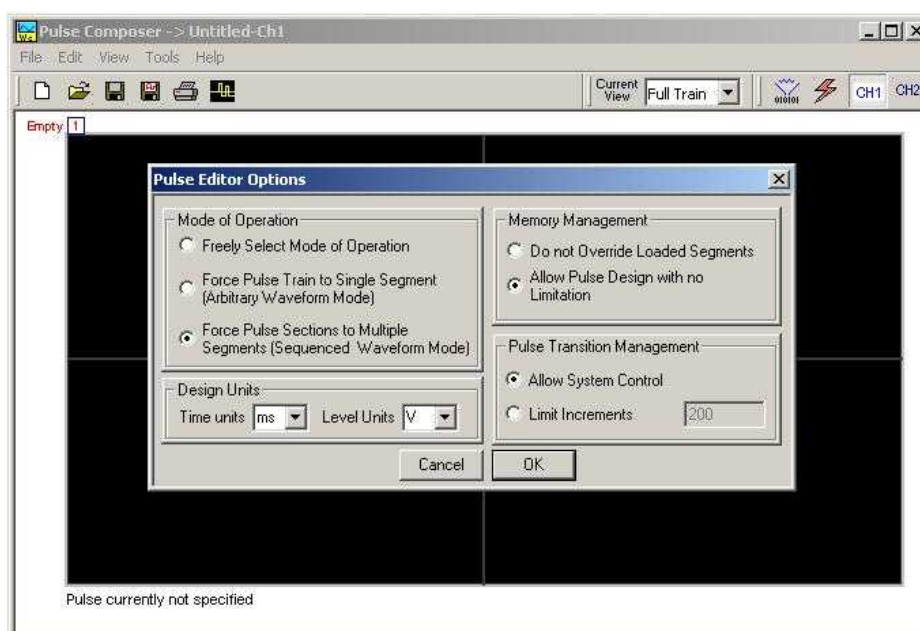 Pulse Composer -> Untitled-Ch1
File Edit View Tools Help
Current View Full Train
010101
CH1 CH2
Empty 1
Pulse Editor Options
Mode of Operation
Freely Select Mode of Operation
Force Pulse Train to Single Segment
(Arbitrary Waveform Mode)
Force Pulse Sections to Multiple
Segments (Sequenced Waveform Mode)
Design Units
Time units ms Level Units V
Memory Management
Do not Override Loaded Segments
Allow Pulse Design with no
Limitation
Pulse Transition Management
Allow System Control
Limit Increments 200
Cancel OK
Pulse currently not specified